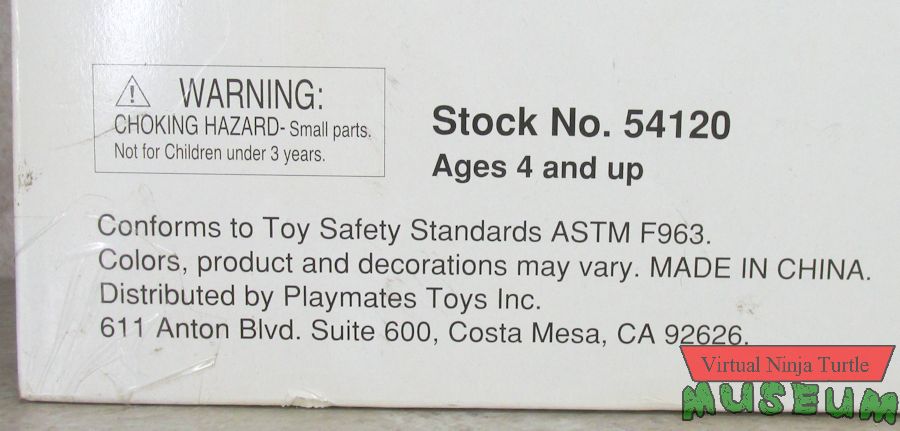 WARNING:
CHOKING HAZARD- Small parts.
Not for Children under 3 years.
Stock No. 54120
Ages 4 and up
Conforms to Toy Safety Standards ASTM F963.
Colors, product and decorations may vary. MADE IN CHINA.
Distributed by Playmates Toys Inc.
611 Anton Blvd. Suite 600, Costa Mesa, CA 92626.
Virtual Ninja Turtle
MUSEUM